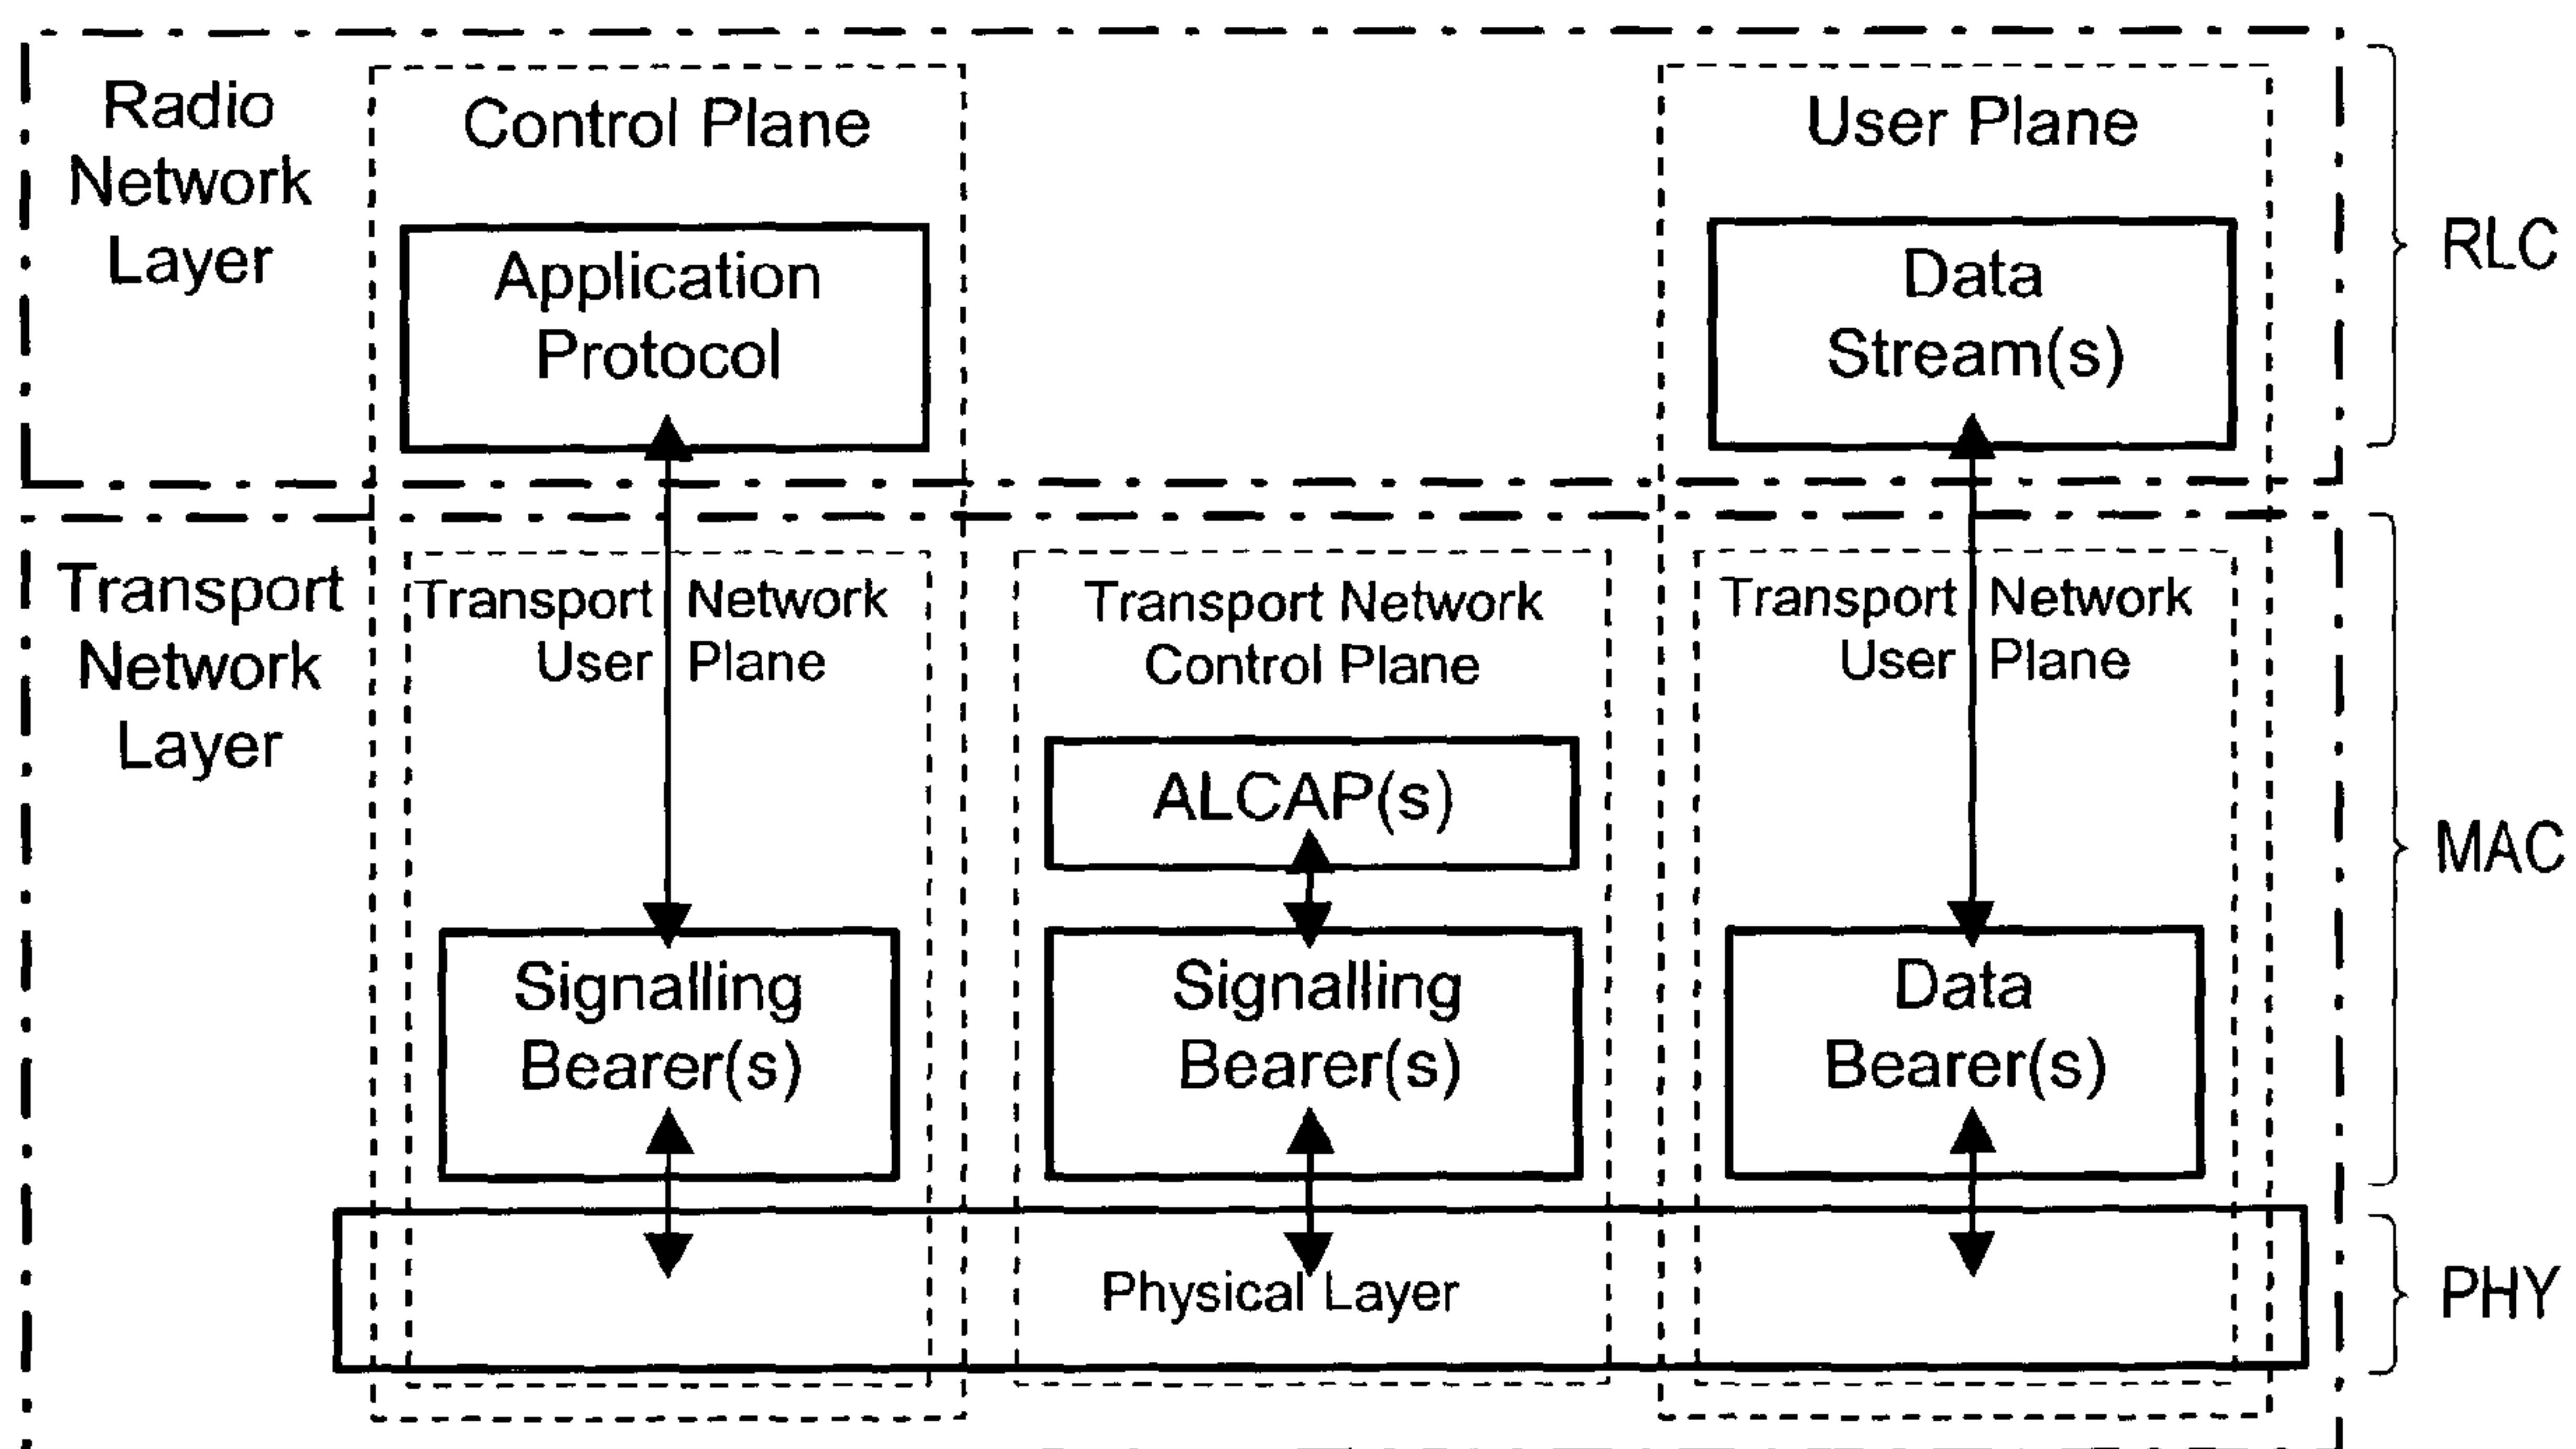 Radio
Network
Layer
Control Plane
User Plane
Application
Protocol
Data
Stream(s)
RLC
Transport
Network
Layer
Transport Network
User Plane
Transport Network
Control Plane
Transport Network
User Plane
ALCAP(s)
MAC
Signalling
Bearer(s)
Signalling
Bearer(s)
Data
Bearer(s)
Physical Layer
PHY